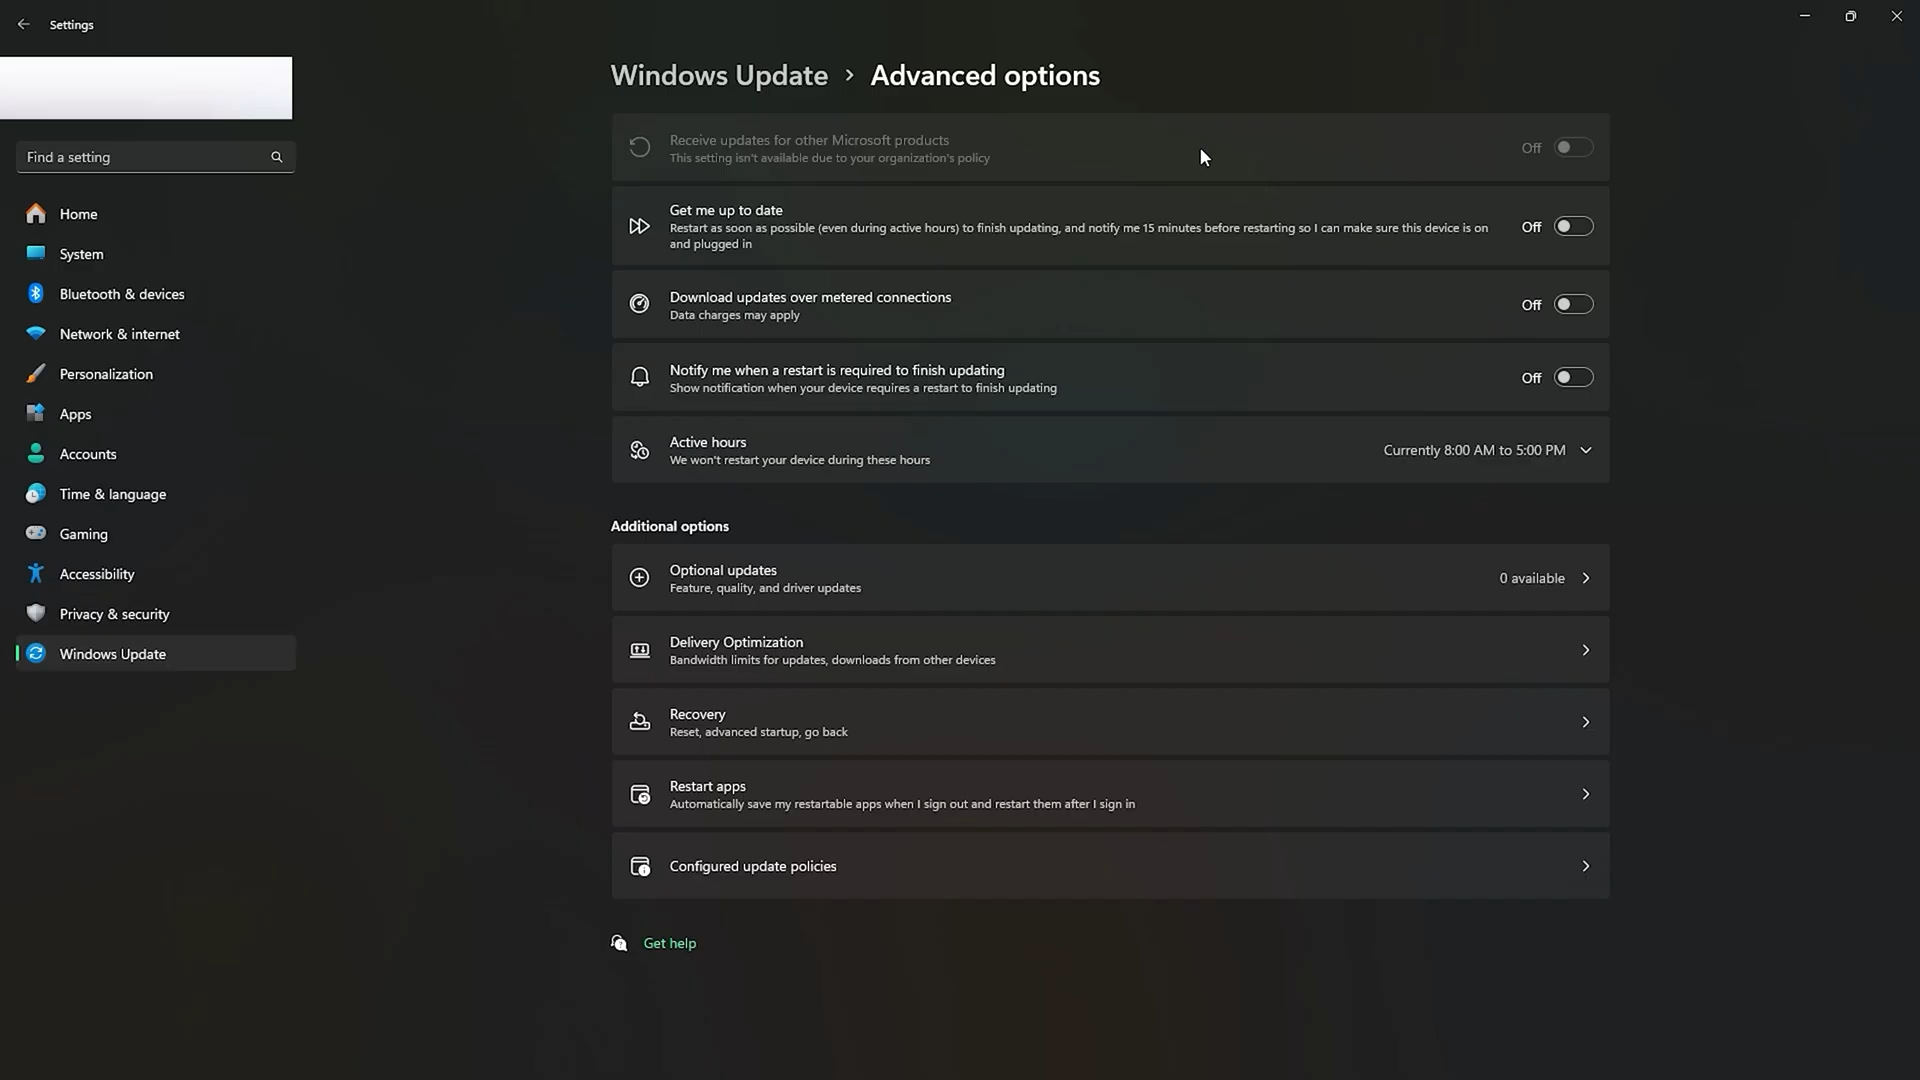 Settings
Find a setting
Home
System
Bluetooth & devices
Network & internet
Personalization
Apps
Accounts
Time & language
Gaming
Accessibility
Privacy & security
Windows Update
Windows Update > Advanced options
Receive updates for other Microsoft products
This setting isn't available due to your organization's policy
Off
Get me up to date
Restart as soon as possible (even during active hours) to finish updating, and notify me 15 minutes before restarting so I can make sure this device is on
and plugged in
Off
Download updates over metered connections
Data charges may apply
Off
Notify me when a restart is required to finish updating
Show notification when your device requires a restart to finish updating
Off
Active hours
We won't restart your device during these hours
Currently 8:00 AM to 5:00 PM
Additional options
Optional updates
Feature, quality, and driver updates
0 available
Delivery Optimization
Bandwidth limits for updates, downloads from other devices
Recovery
Reset, advanced startup, go back
Restart apps
Automatically save my restartable apps when I sign out and restart them after I sign in
Configured update policies
Get help